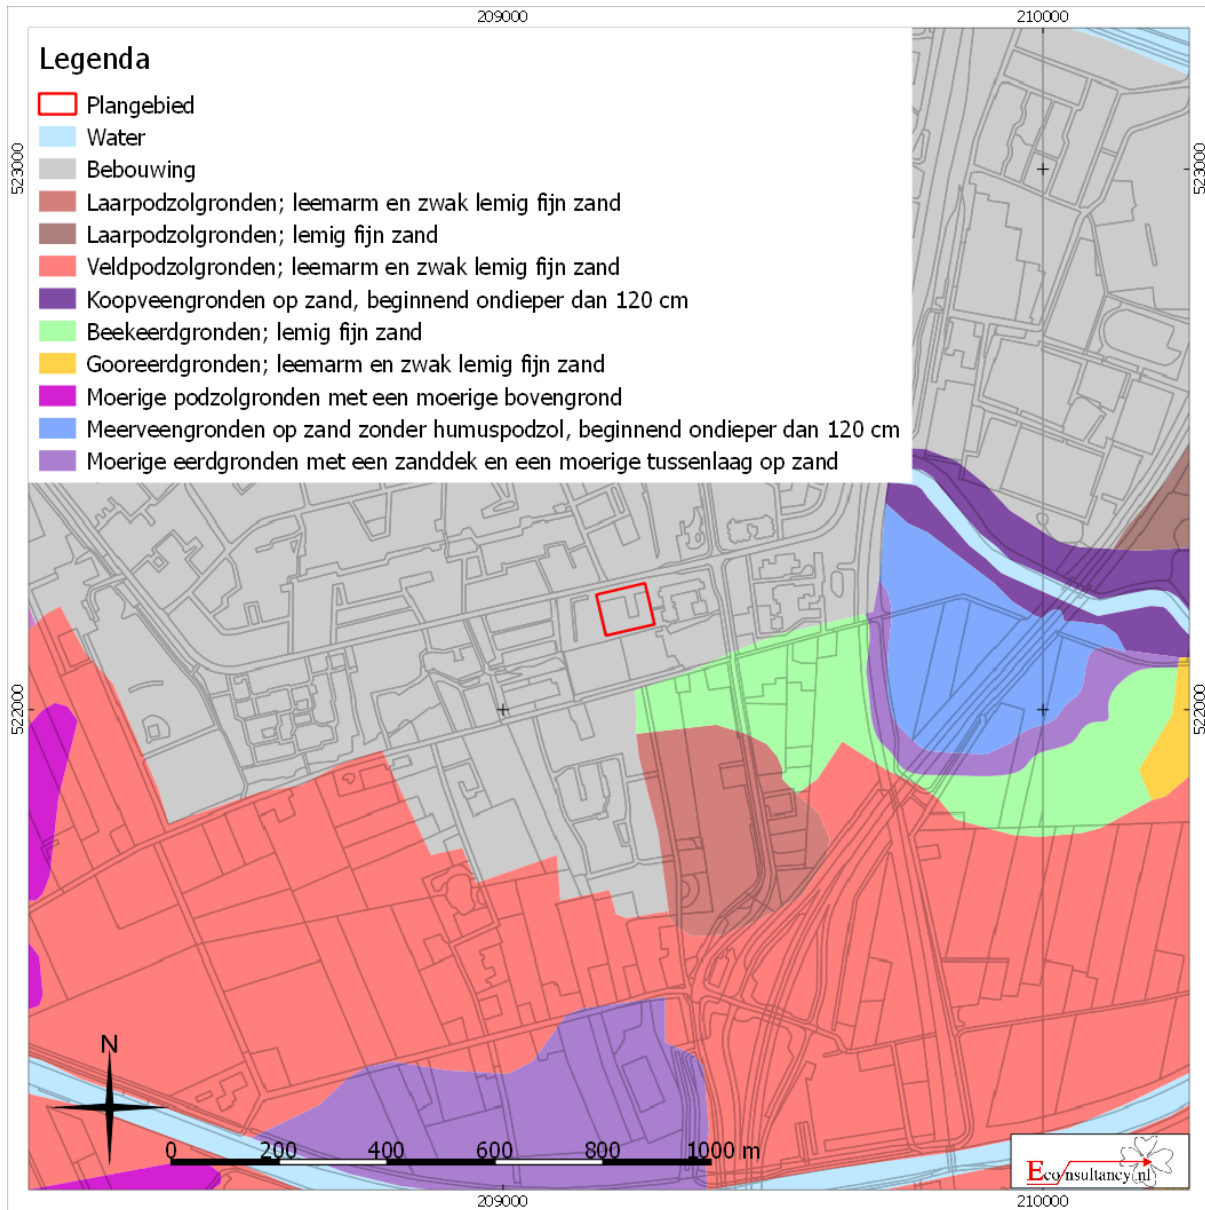 209000
210000
Legenda
Plangebied
Water
Bebouwing
Laarpodzolgronden; leemarm en zwak lemig fijn zand
Laarpodzolgronden; lemig fijn zand
Veldpodzolgronden; leemarm en zwak lemig fijn zand
Koopveengronden op zand, beginnend ondieper dan 120 cm
Beekeerdgronden; lemig fijn zand
Gooreerdgronden; leemarm en zwak lemig fijn zand
Moerige podzolgronden met een moerige bovengrond
Meerveengronden op zand zonder humuspodzol, beginnend ondieper dan 120 cm
Moerige eerdgronden met een zanddek en een moerige tussenlaag op zand
523000
523000
522000
522000
N
0 200 400 600 800 1000 m
Econsultancy.nl
209000
210000